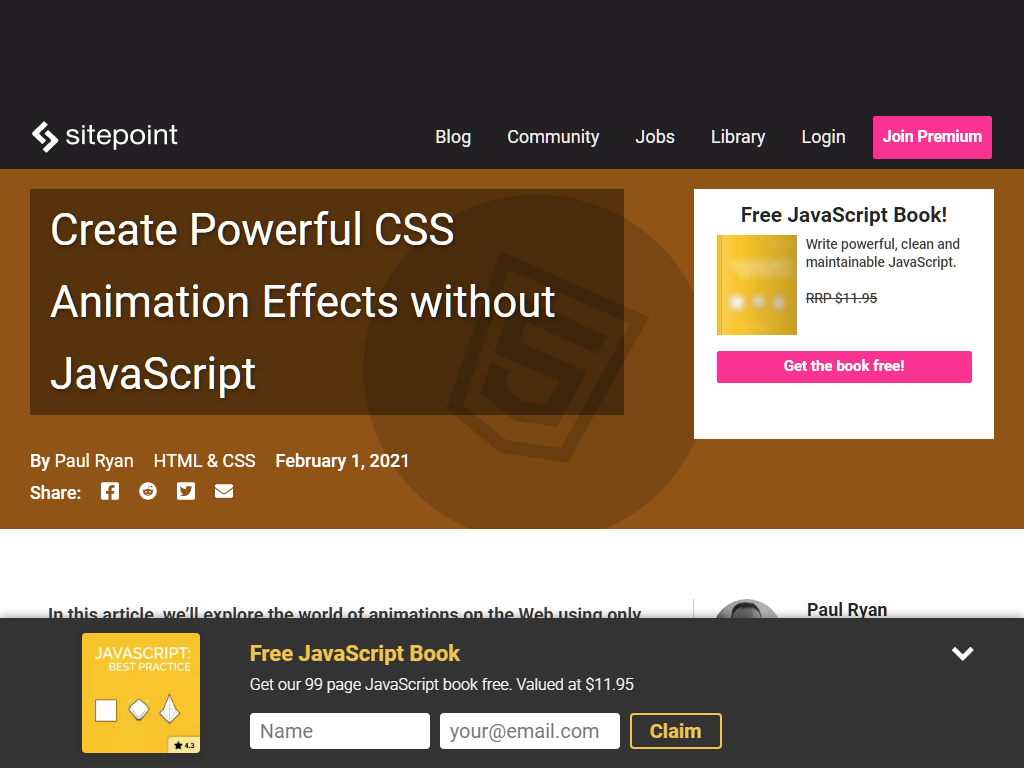 sitepoint
Blog Community Jobs Library Login Join Premium
Create Powerful CSS
Animation Effects without
JavaScript
By Paul Ryan HTML & CSS February 1, 2021
Share:
Free JavaScript Book!
Write powerful, clean and
maintainable JavaScript.
RRP $11.95
Get the book free!
In this article, we’ll explore the world of animations on the Web using only
Paul Ryan
JAVASCRIPT:
BEST PRACTICE
4.3
Free JavaScript Book
Get our 99 page JavaScript book free. Valued at $11.95
Name your@email.com Claim